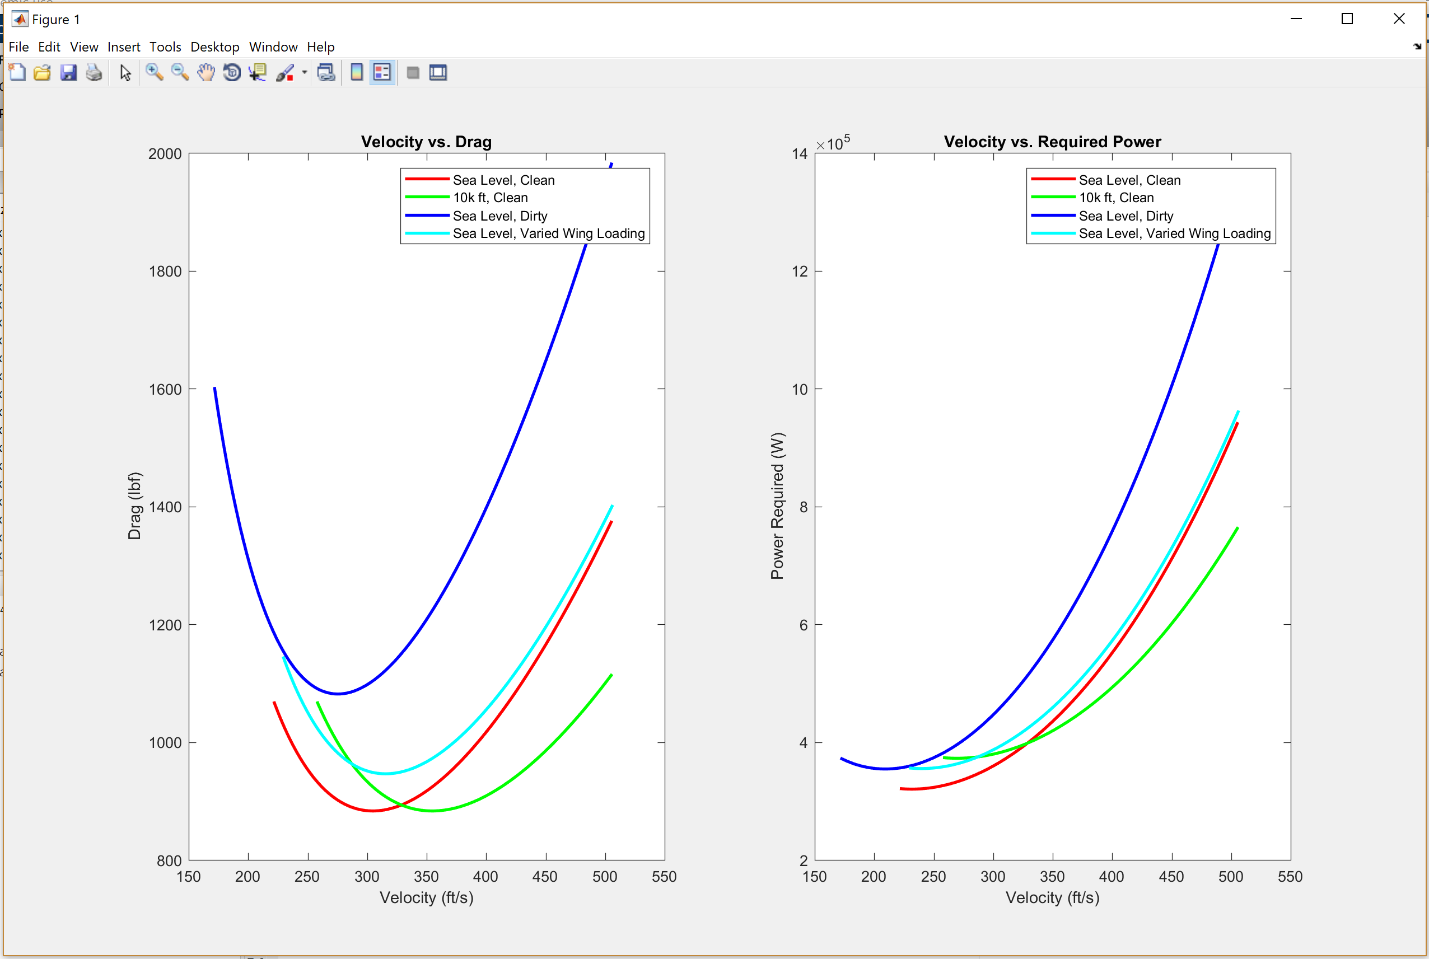 Figure 1
File Edit View Insert Tools Desktop Window Help
Velocity vs. Drag
2000
1800
1600
1400
1200
1000
800
Drag (lbf)
Sea Level, Clean
10k ft, Clean
Sea Level, Dirty
Sea Level, Varied Wing Loading
150 200 250 300 350 400 450 500 550
Velocity (ft/s)
Velocity vs. Required Power
×10⁵
14
12
10
8
6
4
2
Power Required (W)
Sea Level, Clean
10k ft, Clean
Sea Level, Dirty
Sea Level, Varied Wing Loading
150 200 250 300 350 400 450 500 550
Velocity (ft/s)